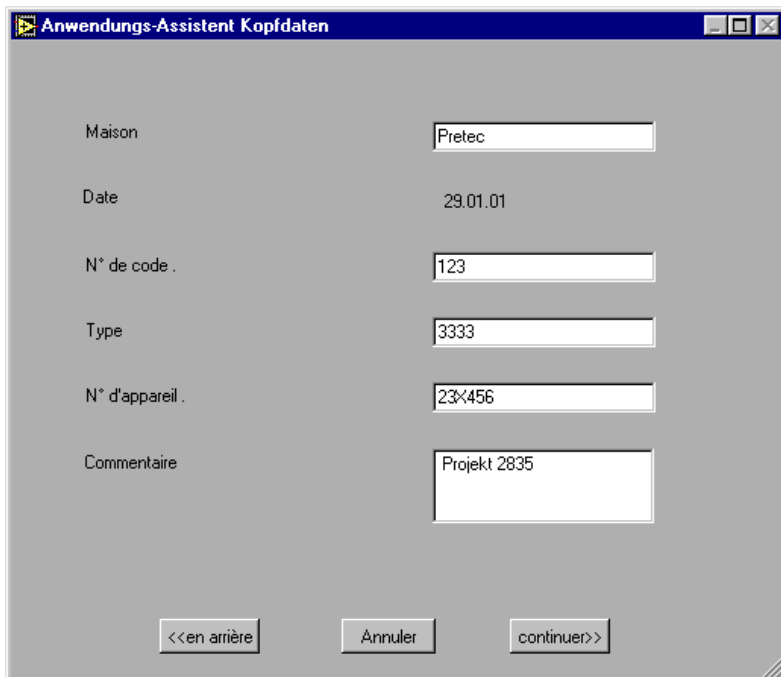 Anwendungs-Assistent Kopfdaten
Maison Pretec
Date 29.01.01
N° de code . 123
Type 3333
N° d'appareil . 23X456
Commentaire Projekt 2835
<<en arrière Annuler continuer>>